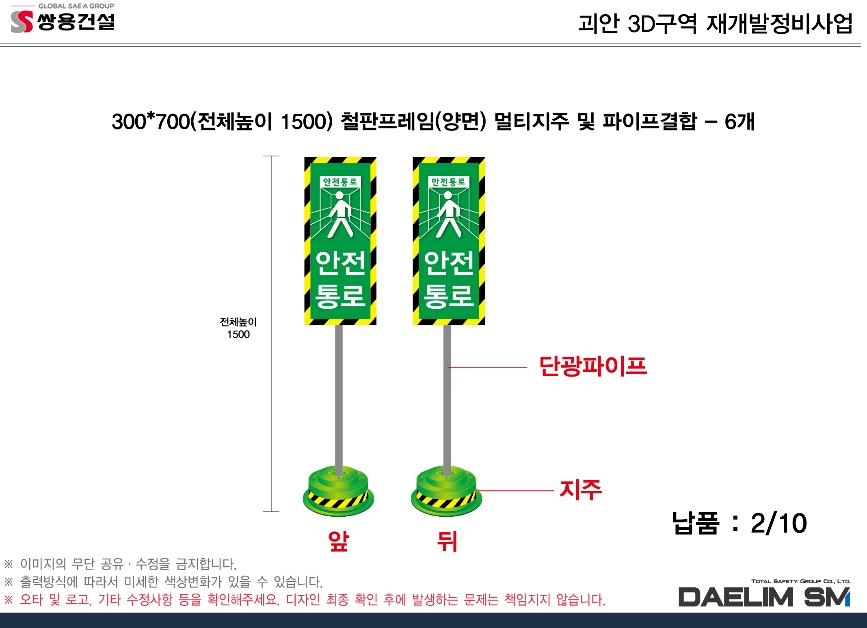 GLOBAL SAE-A GROUP
쌍용건설
괴안 3D구역 재개발정비사업
300*700(전체높이 1500) 철판프레임(양면) 멀티지주 및 파이프결합 - 6개
안전통로
안전
통로
안전통로
안전
통로
전체높이
1500
단광파이프
지주
앞
뒤
납품 : 2/10
※ 이미지의 무단 공유 · 수정을 금지합니다.
※ 출력방식에 따라서 미세한 색상변화가 있을 수 있습니다.
※ 오타 및 로고, 기타 수정사항 등을 확인해주세요. 디자인 최종 확인 후에 발생하는 문제는 책임지지 않습니다.
TOTAL SAFETY GROUP CO., LTD.
DAELIM SM